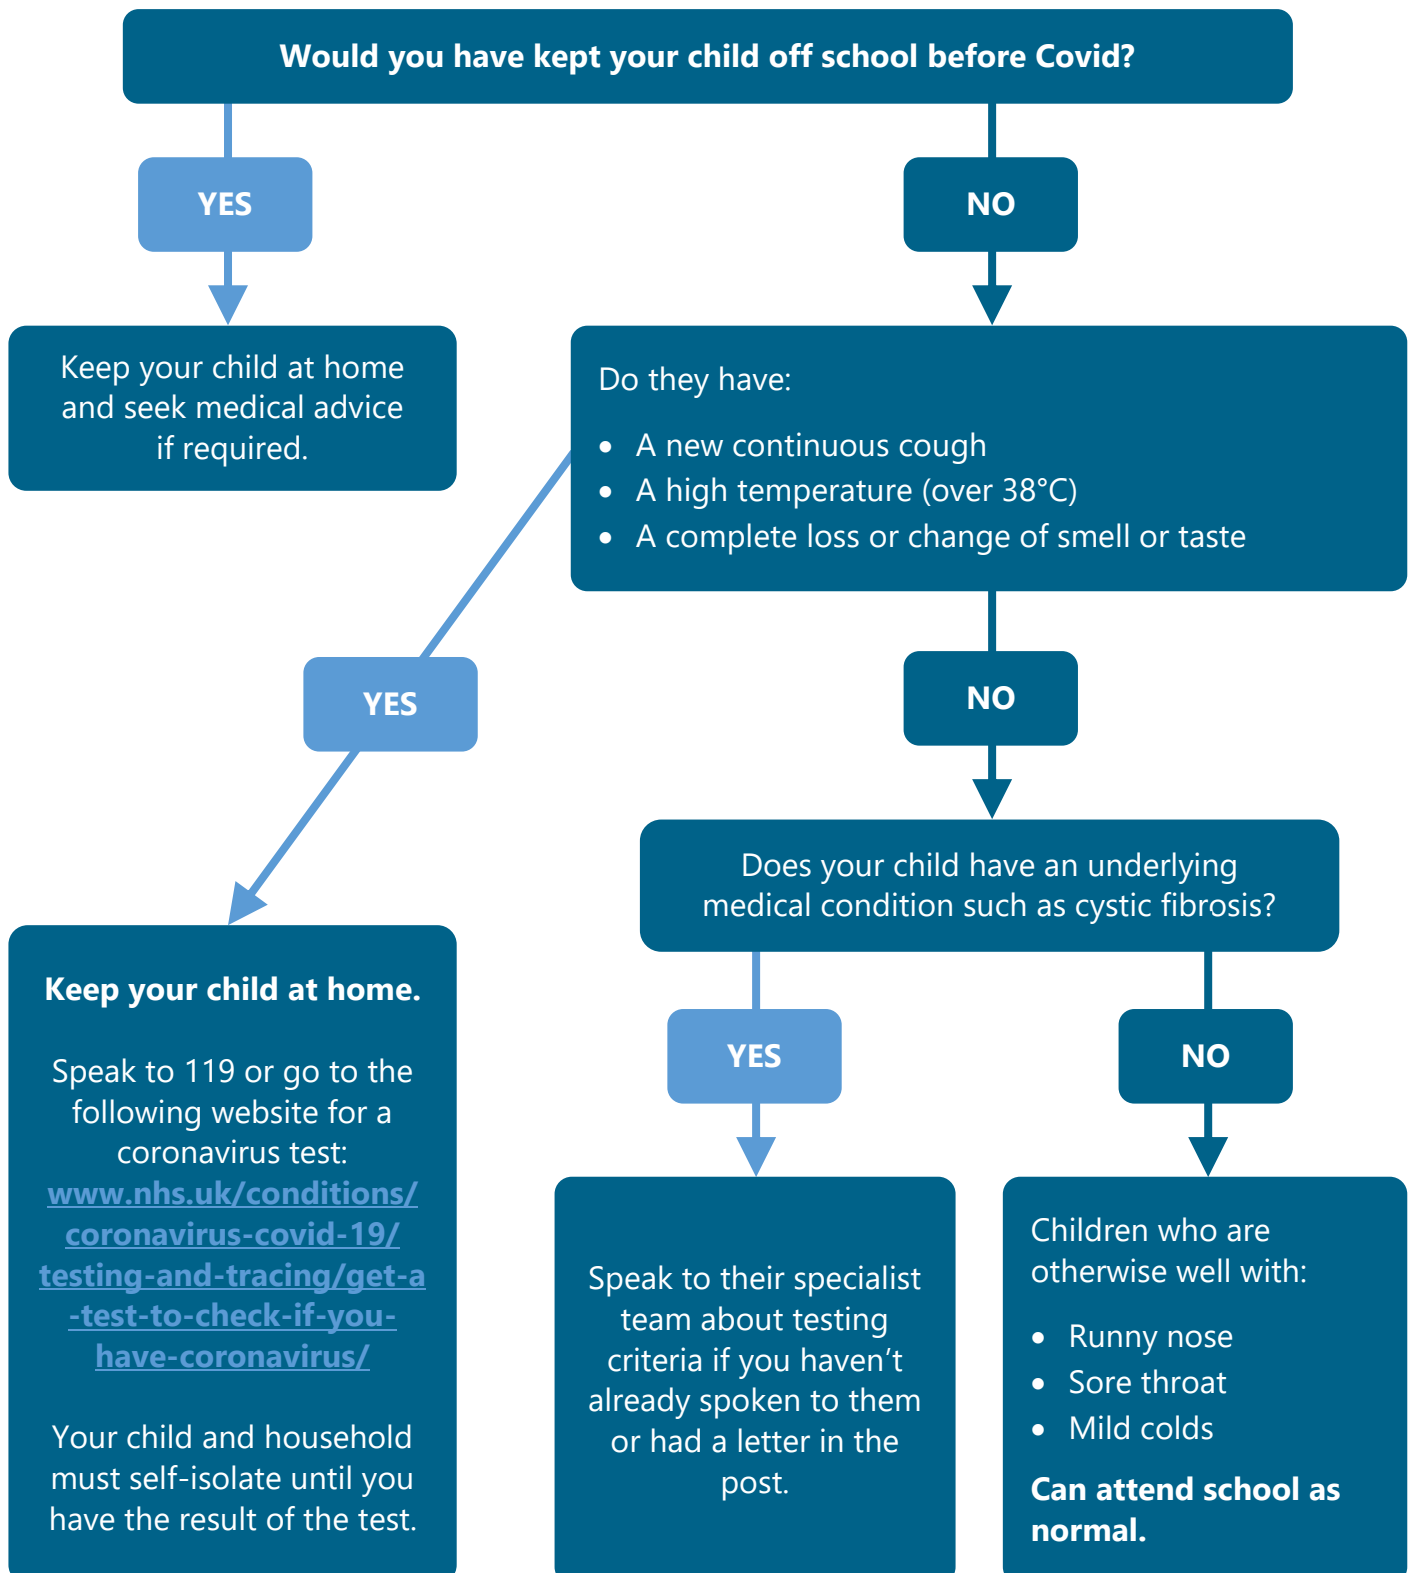 Would you have kept your child off school before Covid?
YES
NO
Keep your child at home
and seek medical advice
if required.
Do they have:
• A new continuous cough
• A high temperature (over 38°C)
• A complete loss or change of smell or taste
YES
NO
Does your child have an underlying
medical condition such as cystic fibrosis?
Keep your child at home.
Speak to 119 or go to the
following website for a
coronavirus test:
www.nhs.uk/conditions/
coronavirus-covid-19/
testing-and-tracing/get-a
-test-to-check-if-you-
have-coronavirus/
Your child and household
must self-isolate until you
have the result of the test.
YES
NO
Speak to their specialist
team about testing
criteria if you haven’t
already spoken to them
or had a letter in the
post.
Children who are
otherwise well with:
• Runny nose
• Sore throat
• Mild colds
Can attend school as
normal.